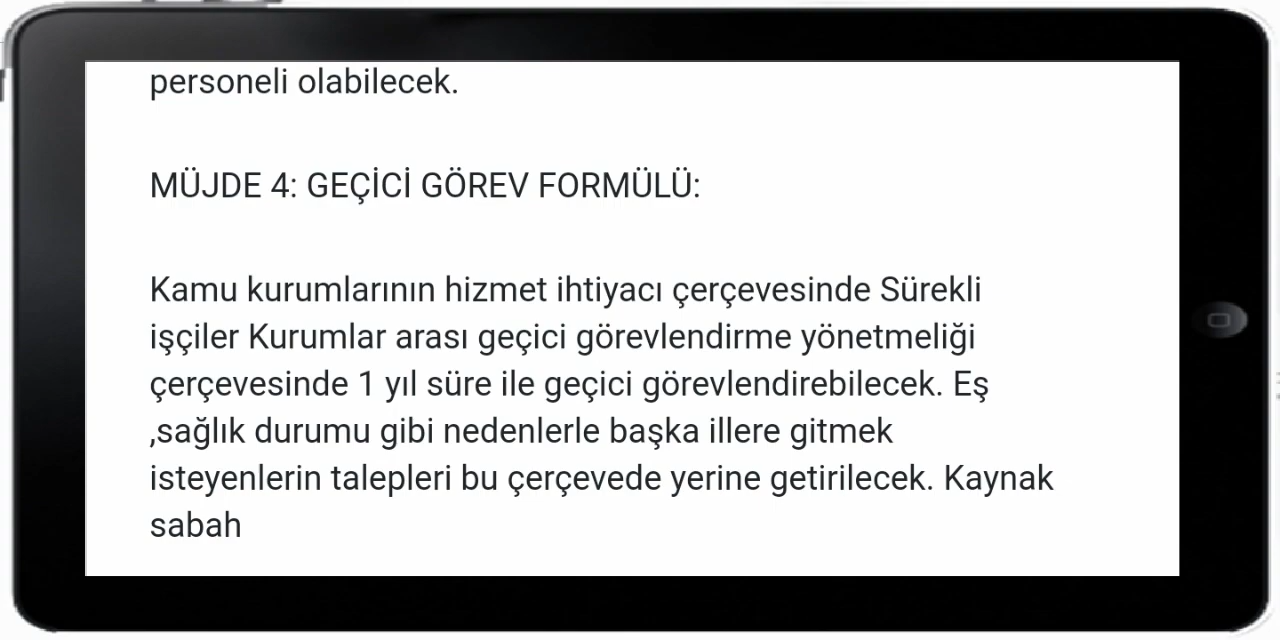 personeli olabilecek.
MÜJDE 4: GEÇİCİ GÖREV FORMÜLÜ:
Kamu kurumlarının hizmet ihtiyacı çerçevesinde Sürekli
işçiler Kurumlar arası geçici görevlendirme yönetmeliği
çerçevesinde 1 yıl süre ile geçici görevlendirebilecek. Eş
,sağlık durumu gibi nedenlerle başka illere gitmek
isteyenlerin talepleri bu çerçevede yerine getirilecek. Kaynak
sabah